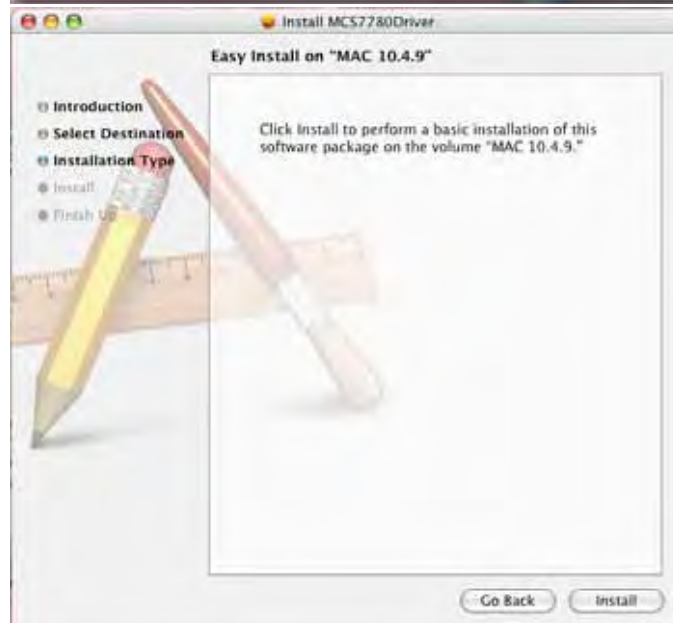 Install MCS7780Driver
Easy Install on "MAC 10.4.9"
Introduction
Select Destination
Installation Type
Install
Finish Up
Click Install to perform a basic installation of this
software package on the volume "MAC 10.4.9."
Go Back
Install